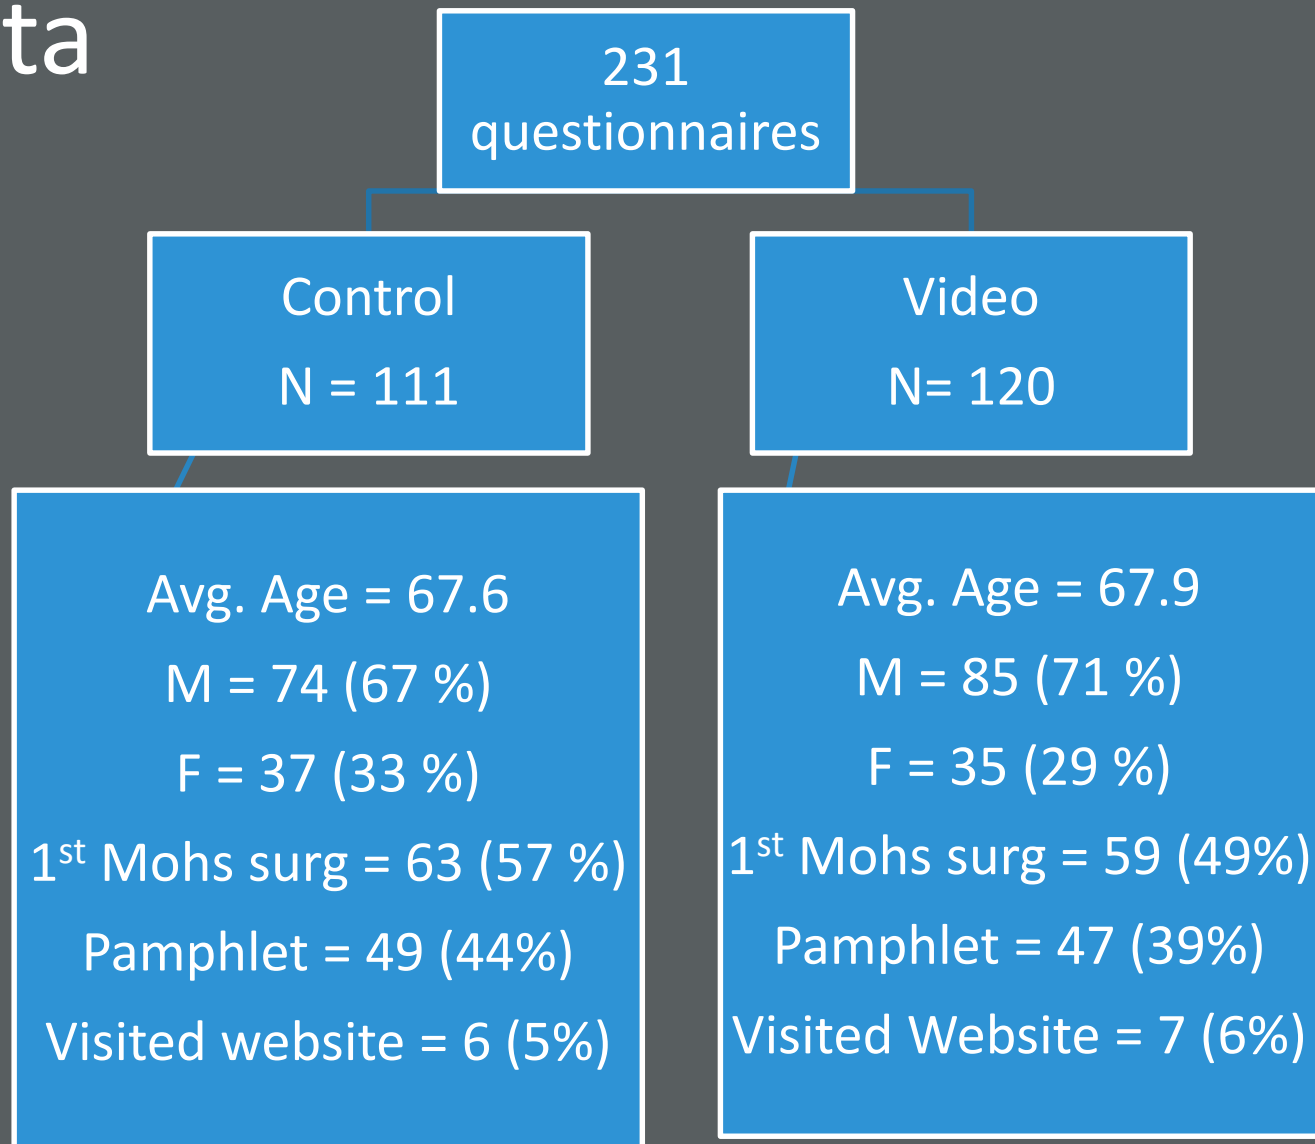 ta
231
questionnaires
Control
N = 111
Video
N= 120
Avg. Age = 67.6
M = 74 (67 %)
F = 37 (33 %)
1st Mohs surg = 63 (57 %)
Pamphlet = 49 (44%)
Visited website = 6 (5%)
Avg. Age = 67.9
M = 85 (71 %)
F = 35 (29 %)
1st Mohs surg = 59 (49%)
Pamphlet = 47 (39%)
Visited Website = 7 (6%)